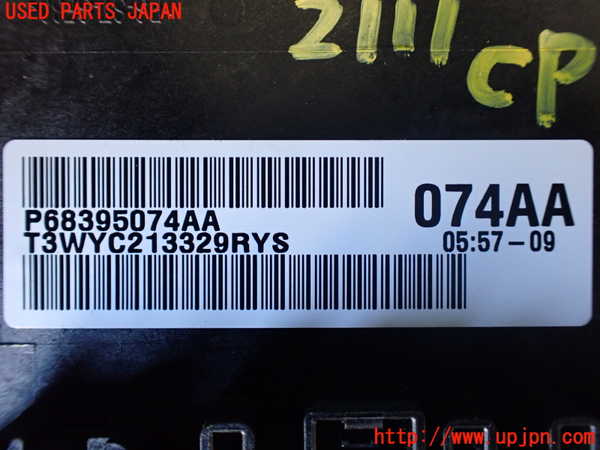 USED PARTS JAPAN
2111
CP
P68395074AA
T3WYC213329RYS
074AA
05:57-09
http://www.upjpn.com